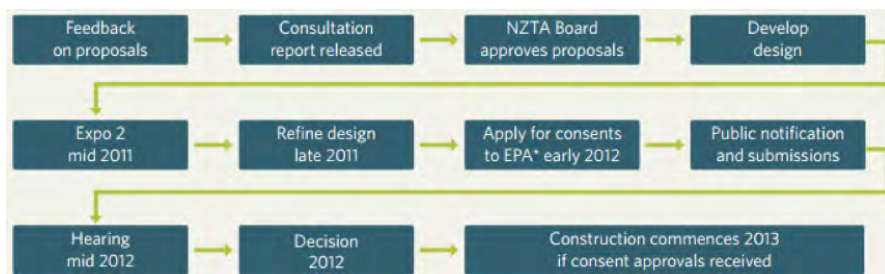 Feedback
on proposals
Consultation
report released
NZTA Board
approves proposals
Develop
design
Expo 2
mid 2011
Refine design
late 2011
Apply for consents
to EPA* early 2012
Public notification
and submissions
Hearing
mid 2012
Decision
2012
Construction commences 2013
if consent approvals received